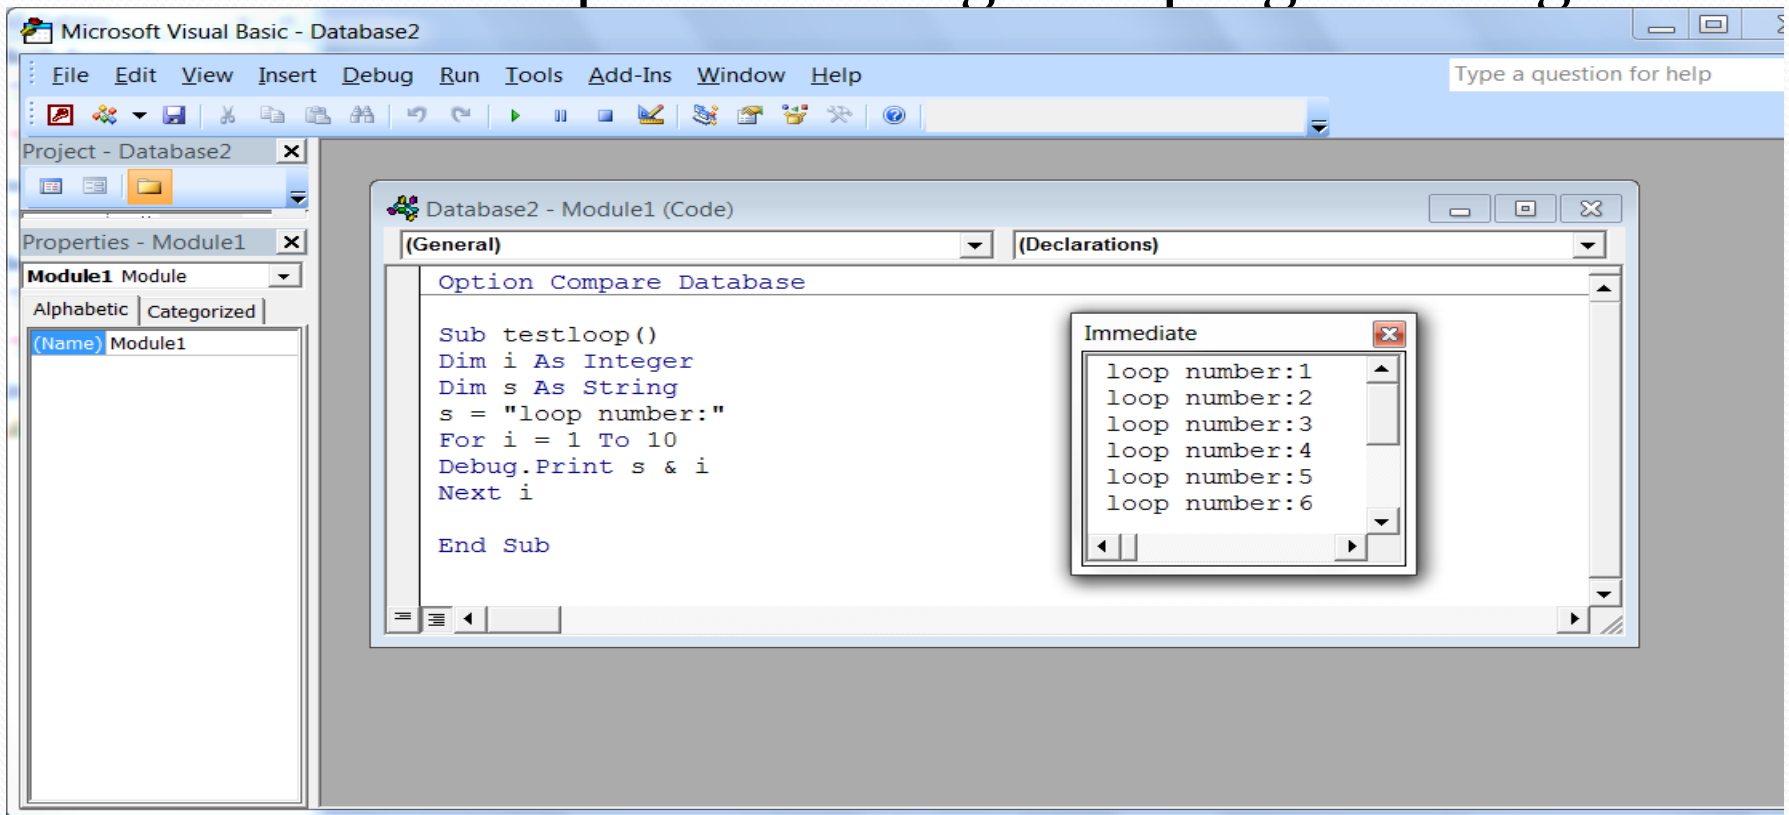 Microsoft Visual Basic - Database2
File Edit View Insert Debug Run Tools Add-Ins Window Help
Type a question for help
Project - Database2
Properties - Module1
Module1 Module
Alphabetic Categorized
(Name) Module1
Database2 - Module1 (Code)
(General) (Declarations)
Option Compare Database
Sub testloop()
Dim i As Integer
Dim s As String
s = "loop number:"
For i = 1 To 10
Debug.Print s & i
Next i
End Sub
Immediate
loop number:1
loop number:2
loop number:3
loop number:4
loop number:5
loop number:6